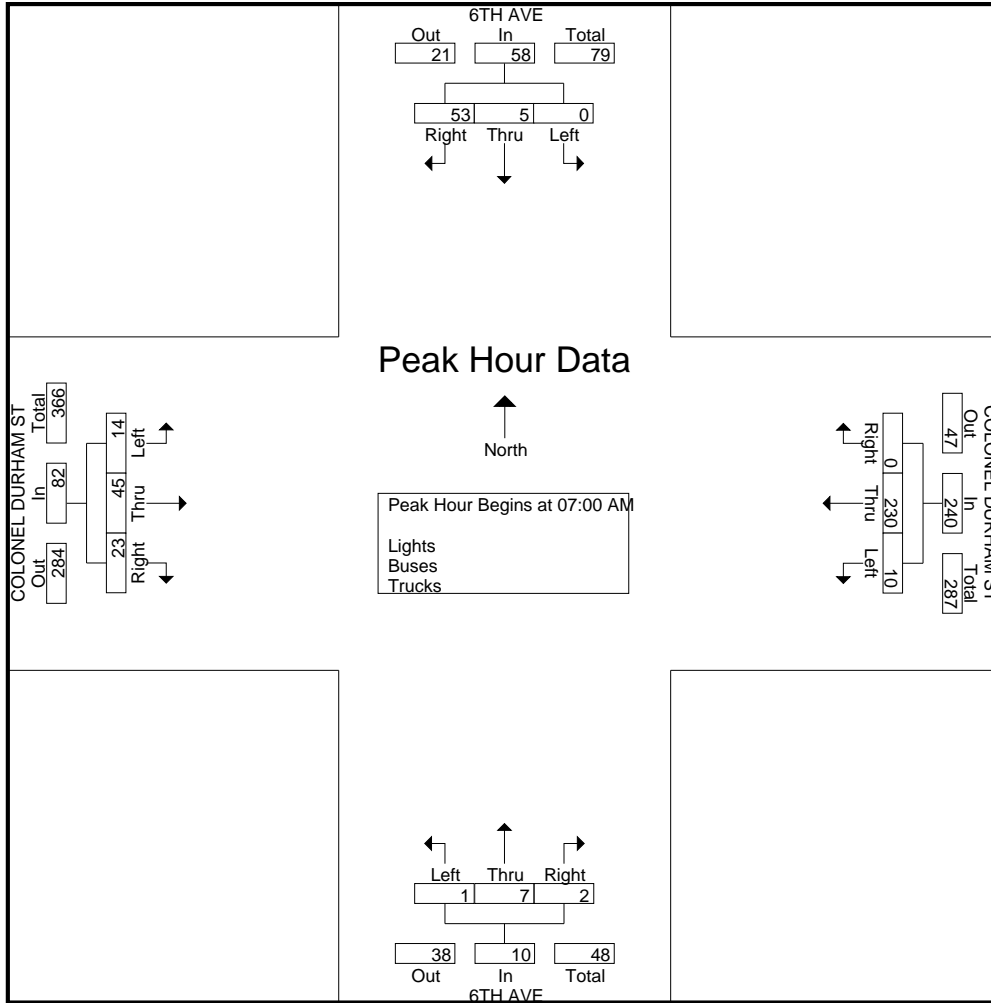 6TH AVE
Out In Total
21 58 79
53 5 0
Right Thru Left
Peak Hour Data
North
Peak Hour Begins at 07:00 AM
Lights
Buses
Trucks
COLONEL DURHAM ST
Total In Out
366 82 284
14 45 23
Left Thru Right
COLONEL DURHAM ST
Out In Total
47 240 287
0 230 10
Right Thru Left
Left Thru Right
1 7 2
38 10 48
Out In Total
6TH AVE